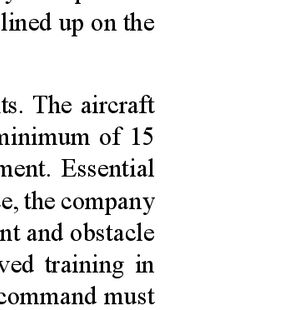 lined up on the
ts. The aircraft
minimum of 15
ment. Essential
e, the company
nt and obstacle
ved training in
command must